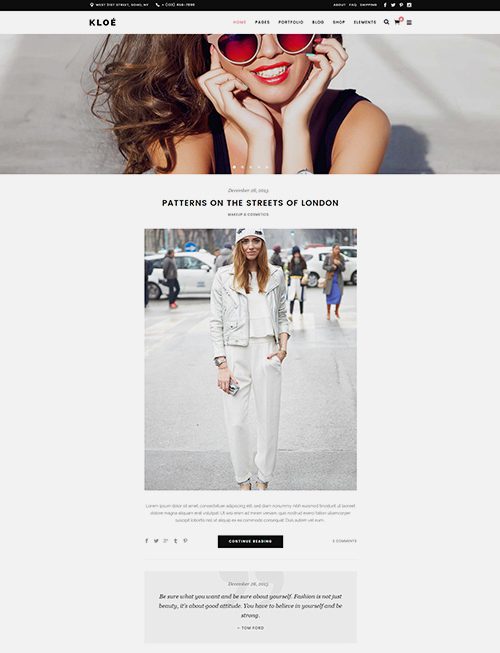 WEST 21ST STREET, SOHO, NY + (123) 456-7890 ABOUT FAQ SHIPPING
KLOÉ HOME PAGES PORTFOLIO BLOG SHOP ELEMENTS
December 28, 2015
PATTERNS ON THE STREETS OF LONDON
MAKEUP & COSMETICS
Lorem ipsum dolor sit amet, consectetuer adipiscing elit, sed diam nonummy nibh euismod tincidunt ut laoreet
dolore magna aliquam erat volutpat. Ut wisi enim ad minim veniam, quis nostrud exerci tation ullamcorper
suscipit lobortis nisl ut aliquip ex ea commodo consequat. Duis autem vel eum.
CONTINUE READING
COMMENTS
December 26, 2015
Be sure what you want and be sure about yourself. Fashion is not just
beauty, it's about good attitude. You have to believe in yourself and be
strong.
– TOM FORD